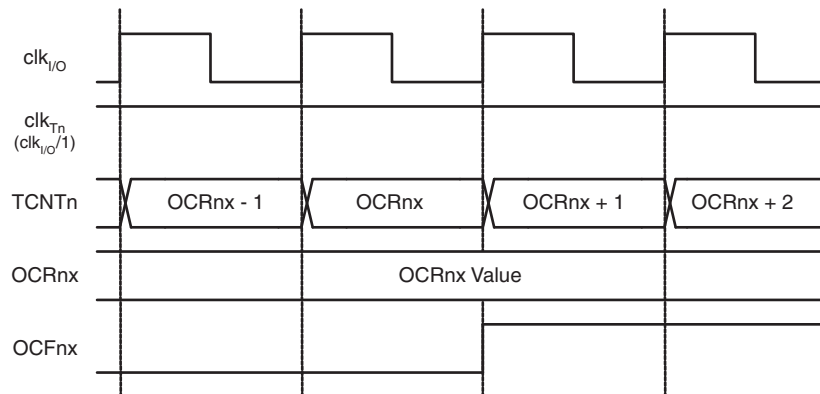 clkI/O
clkTn
(clkI/O/1)
TCNTn OCRnx - 1 OCRnx OCRnx + 1 OCRnx + 2
OCRnx OCRnx Value
OCFnx